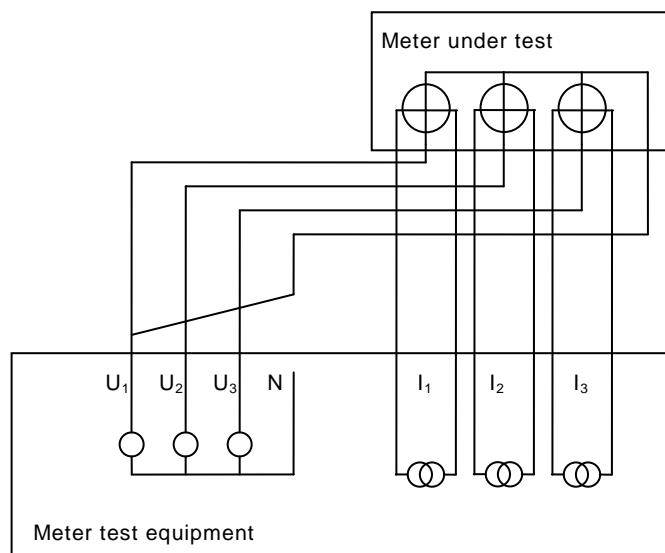 Meter under test
U₁ U₂ U₃ N I₁ I₂ I₃
Meter test equipment